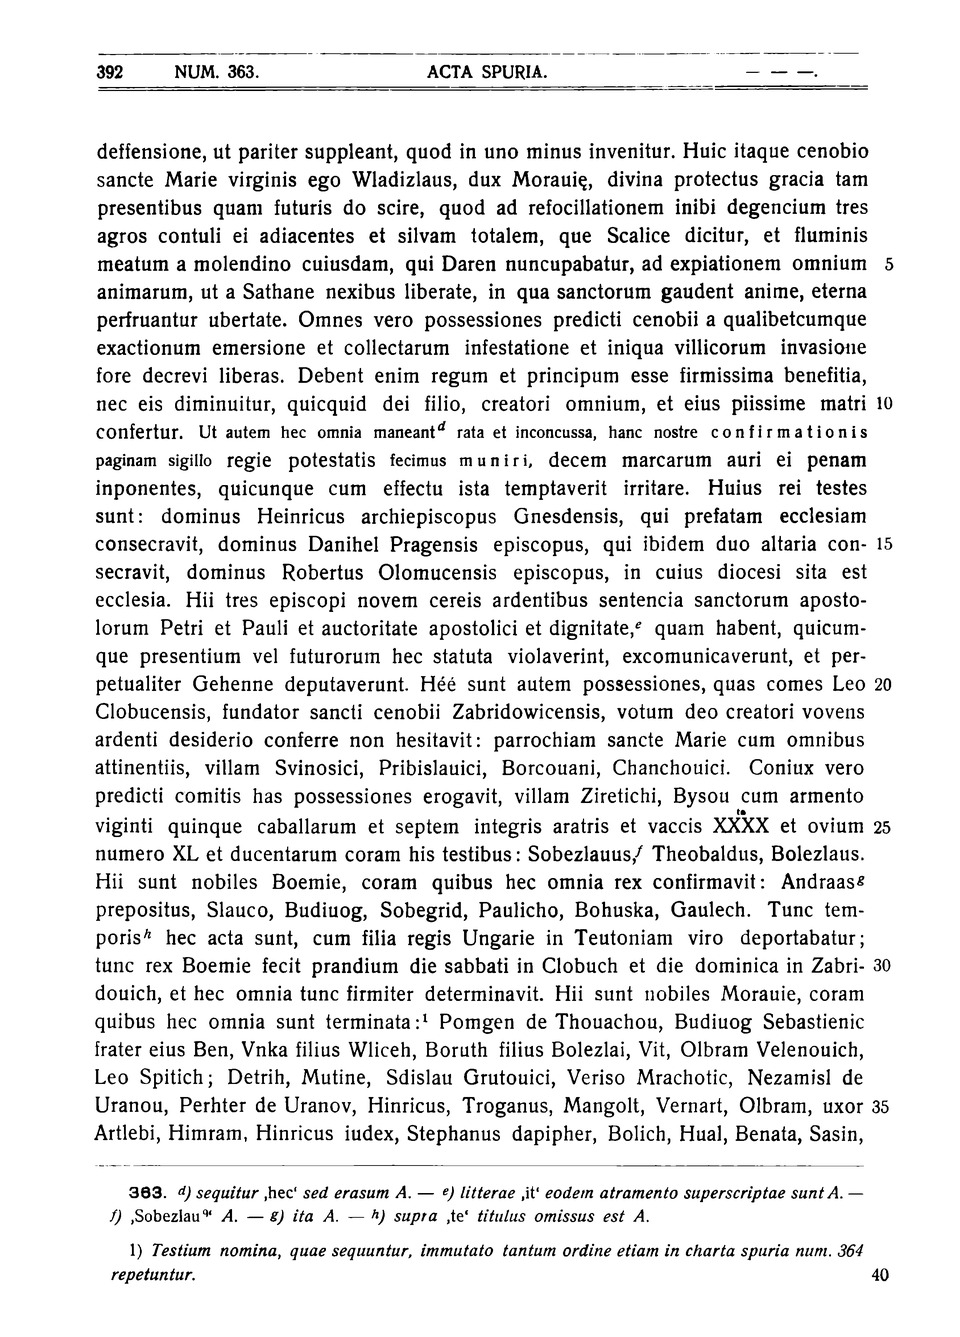 392 NUM. 363. ACTA SPURIA. — — —.
deffensione, ut pariter suppleant, quod in uno minus invenitur. Huic itaque cenobio
sancte Marie virginis ego Wladizlaus, dux Morauię, divina protectus gracia tam
presentibus quam futuris do scire, quod ad refocillationem inibi degencium tres
agros contuli ei adiacentes et silvam totalem, que Scalice dicitur, et fluminis
meatum a molendino cuiusdam, qui Daren nuncupabatur, ad expiationem omnium 5
animarum, ut a Sathane nexibus liberate, in qua sanctorum gaudent anime, eterna
perfruantur ubertate. Omnes vero possessiones predicti cenobii a qualibetcumque
exactionum emersione et collectarum infestatione et iniqua villicorum invasione
fore decrevi liberas. Debent enim regum et principum esse firmissima benefitia,
nec eis diminuitur, quicquid dei filio, creatori omnium, et eius piissime matri 10
confertur. Ut autem hec omnia maneantᵈ rata et inconcussa, hanc nostre confirmationis
paginam sigillo regie potestatis fecimus muniri, decem marcarum auri ei penam
inponentes, quicunque cum effectu ista temptaverit irritare. Huius rei testes
sunt: dominus Heinricus archiepiscopus Gnesdensis, qui prefatam ecclesiam
consecravit, dominus Danihel Pragensis episcopus, qui ibidem duo altaria con- 15
secravit, dominus Robertus Olomucensis episcopus, in cuius diocesi sita est
ecclesia. Hii tres episcopi novem cereis ardentibus sentencia sanctorum aposto-
lorum Petri et Pauli et auctoritate apostolici et dignitate,ᵉ quam habent, quicum-
que presentium vel futurorum hec statuta violaverint, excomunicaverunt, et per-
petualiter Gehenne deputaverunt. Héé sunt autem possessiones, quas comes Leo 20
Clobucensis, fundator sancti cenobii Zabridowicensis, votum deo creatori vovens
ardenti desiderio conferre non hesitavit: parrochiam sancte Marie cum omnibus
attinentiis, villam Svinosici, Pribislauici, Borcouani, Chanchouici. Coniux vero
predicti comitis has possessiones erogavit, villam Ziretichi, Bysou cum armento
viginti quinque caballarum et septem integris aratris et vaccis XXXXᵗᵃ et ovium 25
numero XL et ducentarum coram his testibus: Sobezlauus,ᶠ Theobaldus, Bolezlaus.
Hii sunt nobiles Boemie, coram quibus hec omnia rex confirmavit: Andraasᵍ
prepositus, Slauco, Budiuog, Sobegrid, Paulicho, Bohuska, Gaulech. Tunc tem-
porisʰ hec acta sunt, cum filia regis Ungarie in Teutoniam viro deportabatur;
tunc rex Boemie fecit prandium die sabbati in Clobuch et die dominica in Zabri- 30
douich, et hec omnia tunc firmiter determinavit. Hii sunt nobiles Morauie, coram
quibus hec omnia sunt terminata:¹ Pomgen de Thouachou, Budiuog Sebastienic
frater eius Ben, Vnka filius Wliceh, Boruth filius Bolezlai, Vit, Olbram Velenouich,
Leo Spitich; Detrih, Mutine, Sdislau Grutouici, Veriso Mrachotic, Nezamisl de
Uranou, Perhter de Uranov, Hinricus, Troganus, Mangolt, Vernart, Olbram, uxor 35
Artlebi, Himram, Hinricus iudex, Stephanus dapipher, Bolich, Hual, Benata, Sasin,
363. d) sequitur ‚hec‘ sed erasum A. — e) litterae ‚it‘ eodem atramento superscriptae sunt A. —
f) ‚Sobezlau‘ A. — g) ita A. — h) supra ‚te‘ titulus omissus est A.
1) Testium nomina, quae sequuntur, immutato tantum ordine etiam in charta spuria num. 364
repetuntur. 40